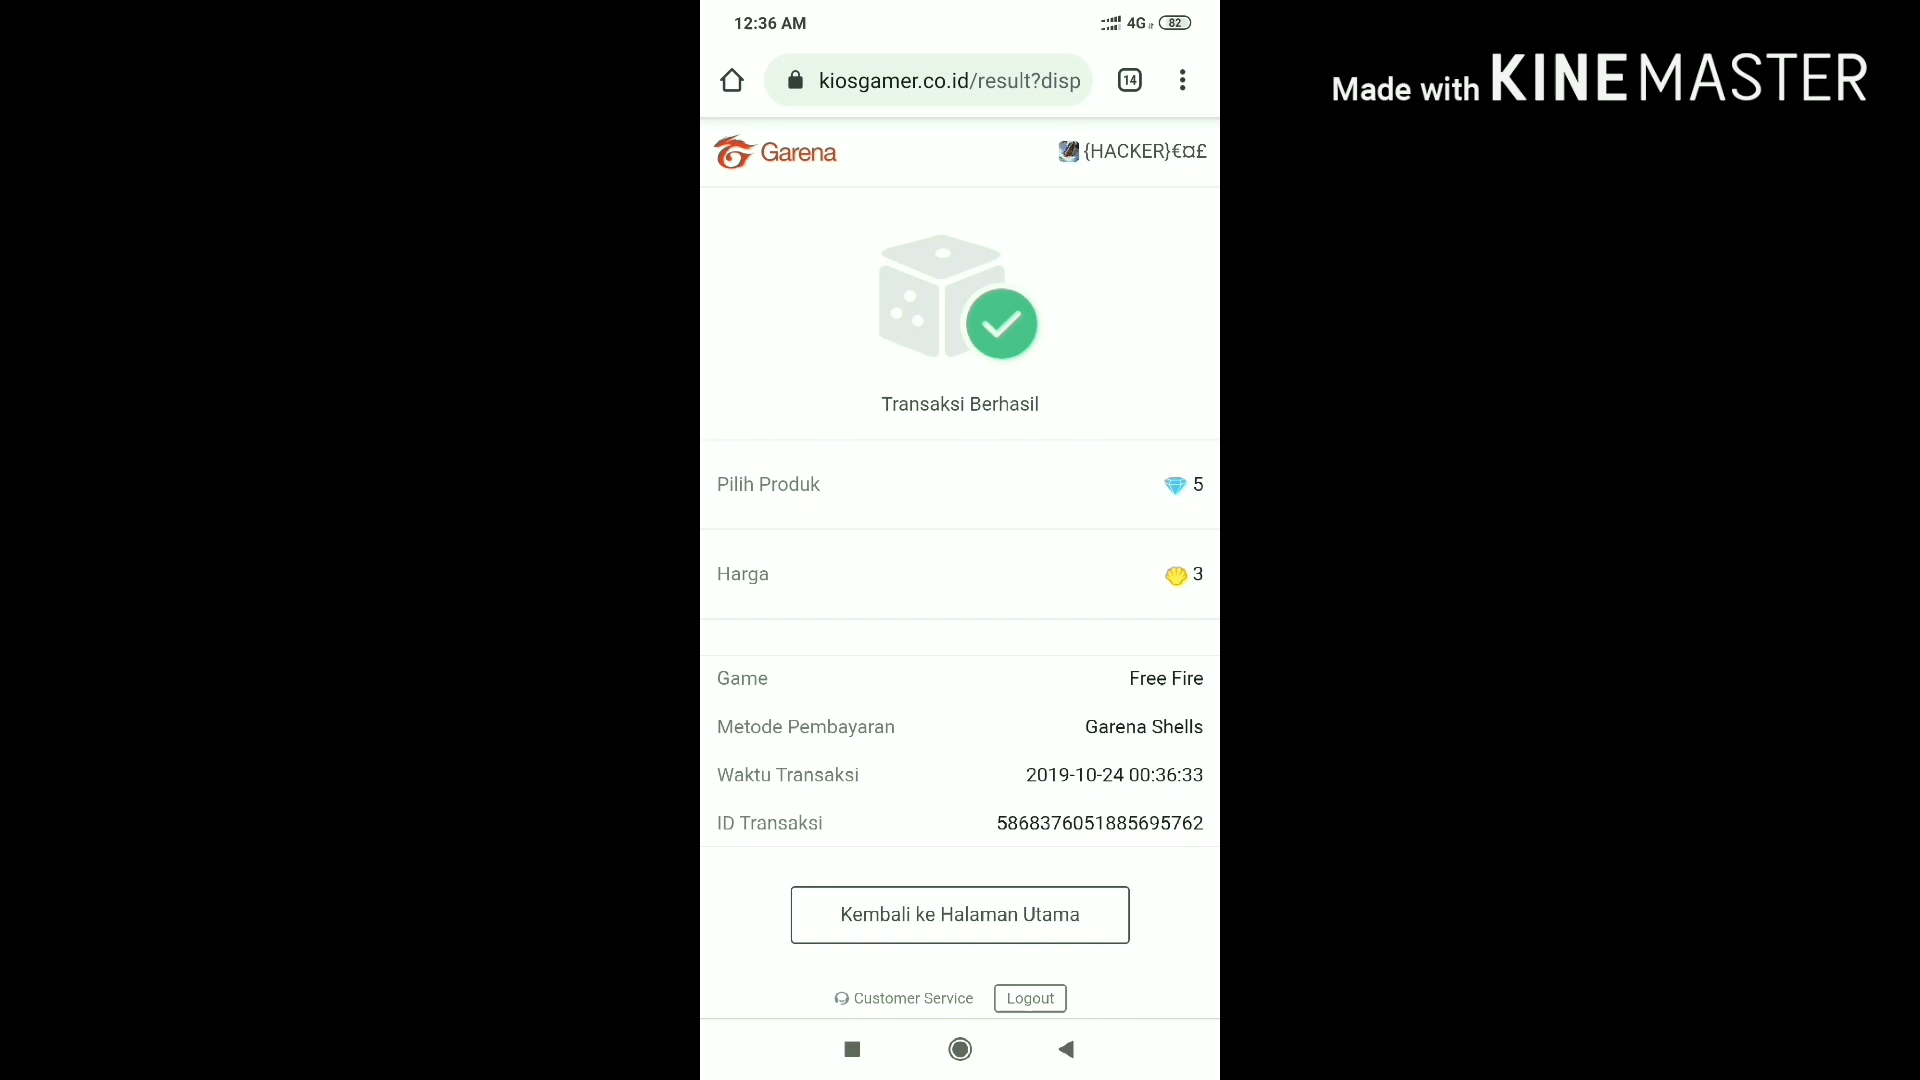 12:36 AM
4G
82
Made with KINEMASTER
kiosgamer.co.id/result?disp
14
Garena
{HACKER}€¤£
Transaksi Berhasil
Pilih Produk 5
Harga 3
Game Free Fire
Metode Pembayaran Garena Shells
Waktu Transaksi 2019-10-24 00:36:33
ID Transaksi 5868376051885695762
Kembali ke Halaman Utama
Customer Service
Logout